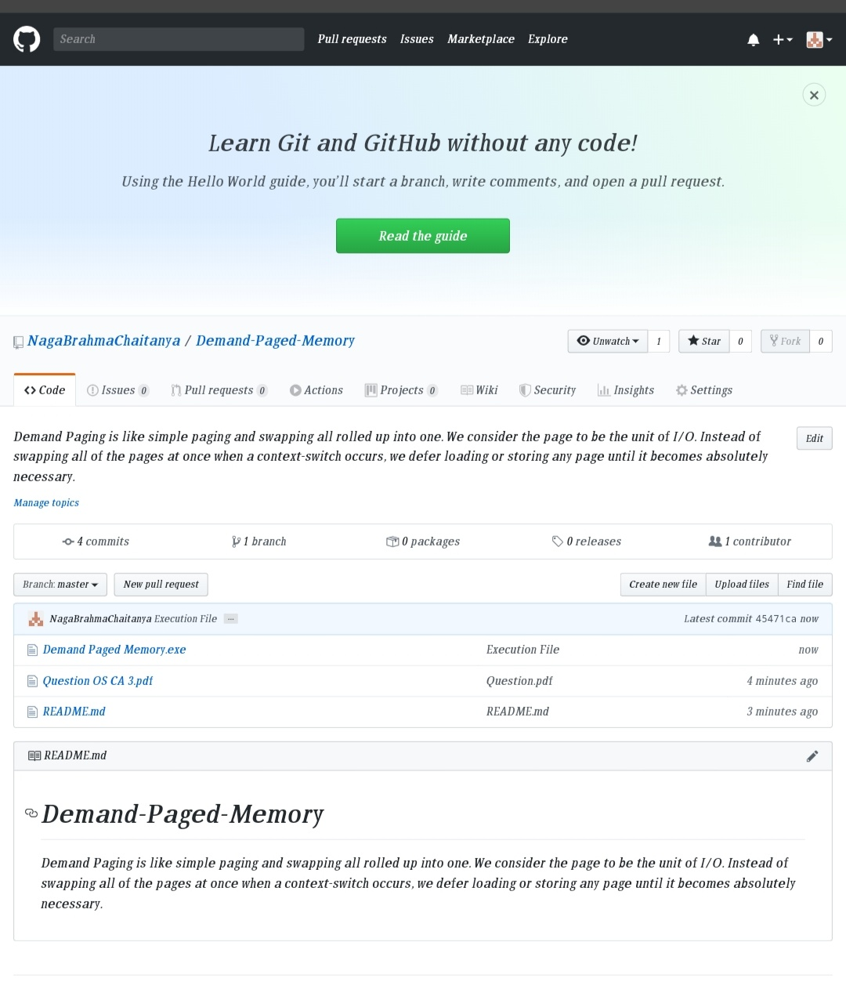 Search Pull requests Issues Marketplace Explore
Learn Git and GitHub without any code!
Using the Hello World guide, you'll start a branch, write comments, and open a pull request.
Read the guide
NagaBrahmaChaitanya / Demand-Paged-Memory Unwatch 1 Star 0 Fork 0
Code Issues 0 Pull requests 0 Actions Projects 0 Wiki Security Insights Settings
Demand Paging is like simple paging and swapping all rolled up into one. We consider the page to be the unit of I/O. Instead of Edit
swapping all of the pages at once when a context-switch occurs, we defer loading or storing any page until it becomes absolutely
necessary.
Manage topics
4 commits 1 branch 0 packages 0 releases 1 contributor
Branch: master New pull request Create new file Upload files Find file
NagaBrahmaChaitanya Execution File ... Latest commit 45471ca now
Demand Paged Memory.exe Execution File now
Question OS CA 3.pdf Question.pdf 4 minutes ago
README.md README.md 3 minutes ago
README.md
Demand-Paged-Memory
Demand Paging is like simple paging and swapping all rolled up into one. We consider the page to be the unit of I/O. Instead of
swapping all of the pages at once when a context-switch occurs, we defer loading or storing any page until it becomes absolutely
necessary.